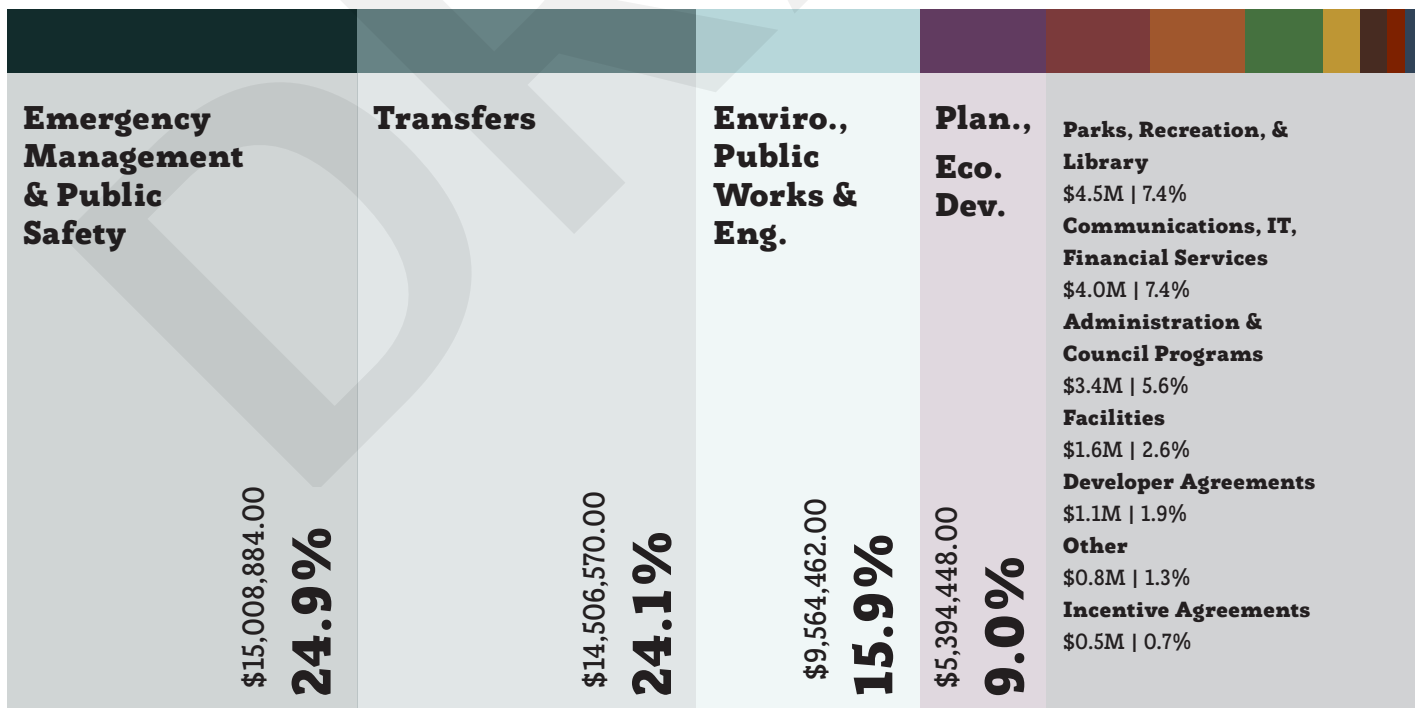 Emergency
Management
& Public
Safety
$15,008,884.00
24.9%
Transfers
$14,506,570.00
24.1%
Enviro.,
Public
Works &
Eng.
$9,564,462.00
15.9%
Plan.,
Eco.
Dev.
$5,394,448.00
9.0%
Parks, Recreation, &
Library
$4.5M | 7.4%
Communications, IT,
Financial Services
$4.0M | 7.4%
Administration &
Council Programs
$3.4M | 5.6%
Facilities
$1.6M | 2.6%
Developer Agreements
$1.1M | 1.9%
Other
$0.8M | 1.3%
Incentive Agreements
$0.5M | 0.7%